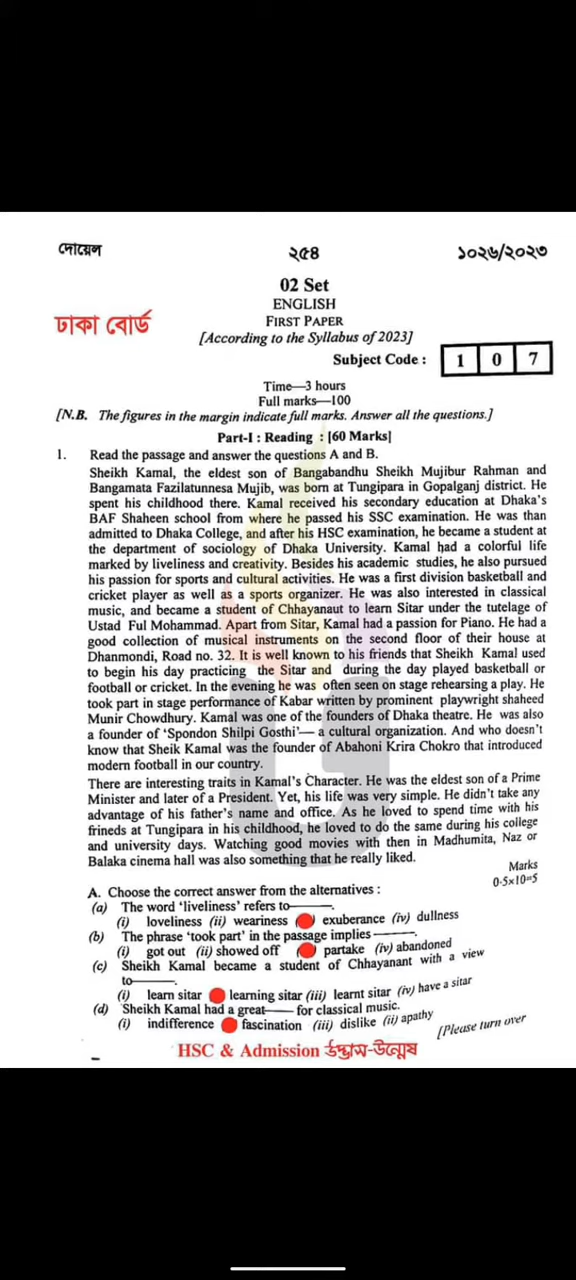 দোয়েল
২৫৪
১০২৬/২০২৩
02 Set
ENGLISH
ঢাকা বোর্ড
FIRST PAPER
[According to the Syllabus of 2023]
Subject Code : 1 0 7
Time—3 hours
Full marks—100
[N.B. The figures in the margin indicate full marks. Answer all the questions.]
Part-I : Reading : [60 Marks]
1. Read the passage and answer the questions A and B.
Sheikh Kamal, the eldest son of Bangabandhu Sheikh Mujibur Rahman and
Bangamata Fazilatunnesa Mujib, was born at Tungipara in Gopalganj district. He
spent his childhood there. Kamal received his secondary education at Dhaka's
BAF Shaheen school from where he passed his SSC examination. He was than
admitted to Dhaka College, and after his HSC examination, he became a student at
the department of sociology of Dhaka University. Kamal had a colorful life
marked by liveliness and creativity. Besides his academic studies, he also pursued
his passion for sports and cultural activities. He was a first division basketball and
cricket player as well as a sports organizer. He was also interested in classical
music, and became a student of Chhayanaut to learn Sitar under the tutelage of
Ustad Ful Mohammad. Apart from Sitar, Kamal had a passion for Piano. He had a
good collection of musical instruments on the second floor of their house at
Dhanmondi, Road no. 32. It is well known to his friends that Sheikh Kamal used
to begin his day practicing the Sitar and during the day played basketball or
football or cricket. In the evening he was often seen on stage rehearsing a play. He
took part in stage performance of Kabar written by prominent playwright shaheed
Munir Chowdhury. Kamal was one of the founders of Dhaka theatre. He was also
a founder of 'Spondon Shilpi Gosthi'— a cultural organization. And who doesn't
know that Sheik Kamal was the founder of Abahoni Krira Chokro that introduced
modern football in our country.
There are interesting traits in Kamal's Character. He was the eldest son of a Prime
Minister and later of a President. Yet, his life was very simple. He didn't take any
advantage of his father's name and office. As he loved to spend time with his
frineds at Tungipara in his childhood, he loved to do the same during his college
and university days. Watching good movies with then in Madhumita, Naz or
Balaka cinema hall was also something that he really liked.
Marks
0·5×10=5
A. Choose the correct answer from the alternatives :
(a) The word 'liveliness' refers to———.
(i) loveliness (ii) weariness exuberance (iv) dullness
(b) The phrase 'took part' in the passage implies ———.
(i) got out (ii) showed off partake (iv) abandoned
(c) Sheikh Kamal became a student of Chhayanant with a view
to———.
(i) learn sitar learning sitar (iii) learnt sitar (iv) have a sitar
(d) Sheikh Kamal had a great—— for classical music.
(i) indifference fascination (iii) dislike (ii) apathy
[Please turn over
HSC & Admission উদ্ভাস-উন্মেষ